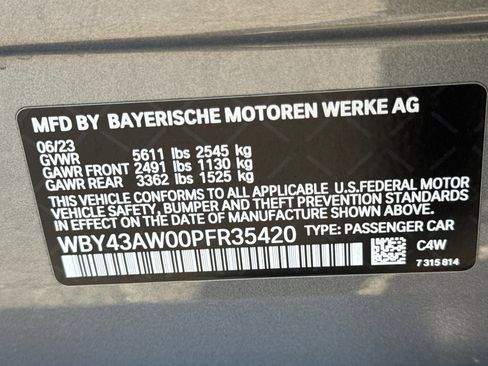 MFD BY BAYERISCHE MOTOREN WERKE AG
06/23
GVWR 5611 lbs 2545 kg
GAWR FRONT 2491 lbs 1130 kg
GAWR REAR 3362 lbs 1525 kg
THIS VEHICLE CONFORMS TO ALL APPLICABLE U.S.FEDERAL MOTOR
VEHICLE SAFETY, BUMPER AND THEFT PREVENTION STANDARDS
IN EFFECT ON THE DATE OF MANUFACTURE SHOWN ABOVE.
WBY43AW00PFR35420 TYPE: PASSENGER CAR
C4W
7 315 814